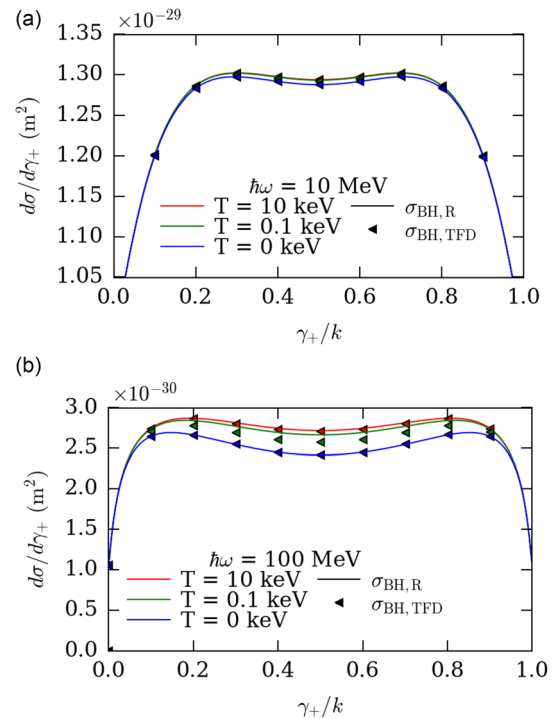 (a)
×10−29
1.35
1.30
1.25
1.20
1.15
1.10
1.05
dσ/dγ+ (m2)
ħω = 10 MeV
T = 10 keV
T = 0.1 keV
T = 0 keV
σBH,R
σBH,TFD
0.0 0.2 0.4 0.6 0.8 1.0
γ+/k
(b)
×10−30
3.0
2.5
2.0
1.5
1.0
0.5
0.0
dσ/dγ+ (m2)
ħω = 100 MeV
T = 10 keV
T = 0.1 keV
T = 0 keV
σBH,R
σBH,TFD
0.0 0.2 0.4 0.6 0.8 1.0
γ+/k